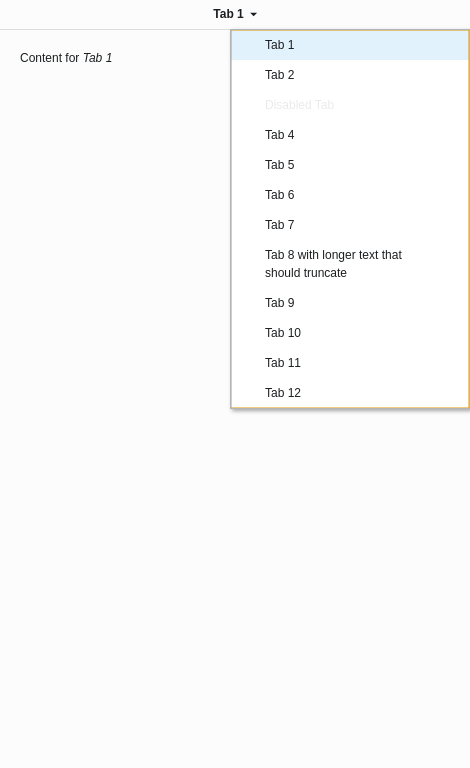 Tab 1
Content for Tab 1
Tab 1
Tab 2
Disabled Tab
Tab 4
Tab 5
Tab 6
Tab 7
Tab 8 with longer text that
should truncate
Tab 9
Tab 10
Tab 11
Tab 12